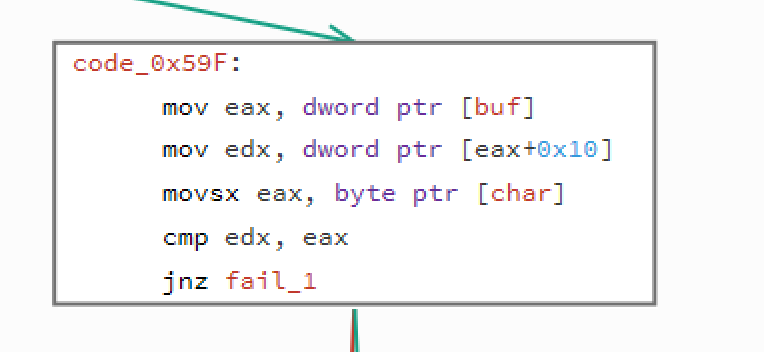 code_0x59F:
mov eax, dword ptr [buf]
mov edx, dword ptr [eax+0x10]
movsx eax, byte ptr [char]
cmp edx, eax
jnz fail_1